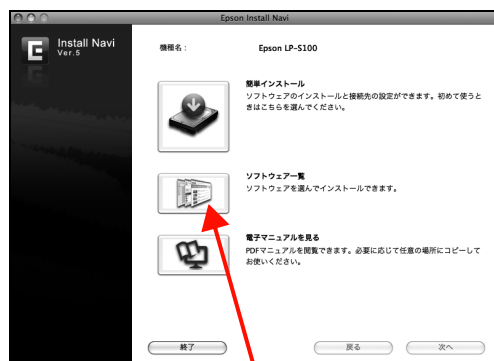 Epson Install Navi
Install Navi
Ver.5
機種名： Epson LP-S100
簡単インストール
ソフトウェアのインストールと接続先の設定ができます。初めて使うと
きはこちらを選んでください。
ソフトウェア一覧
ソフトウェアを選んでインストールできます。
電子マニュアルを見る
PDFマニュアルを閲覧できます。必要に応じて任意の場所にコピーして
お使いください。
終了 戻る 次へ